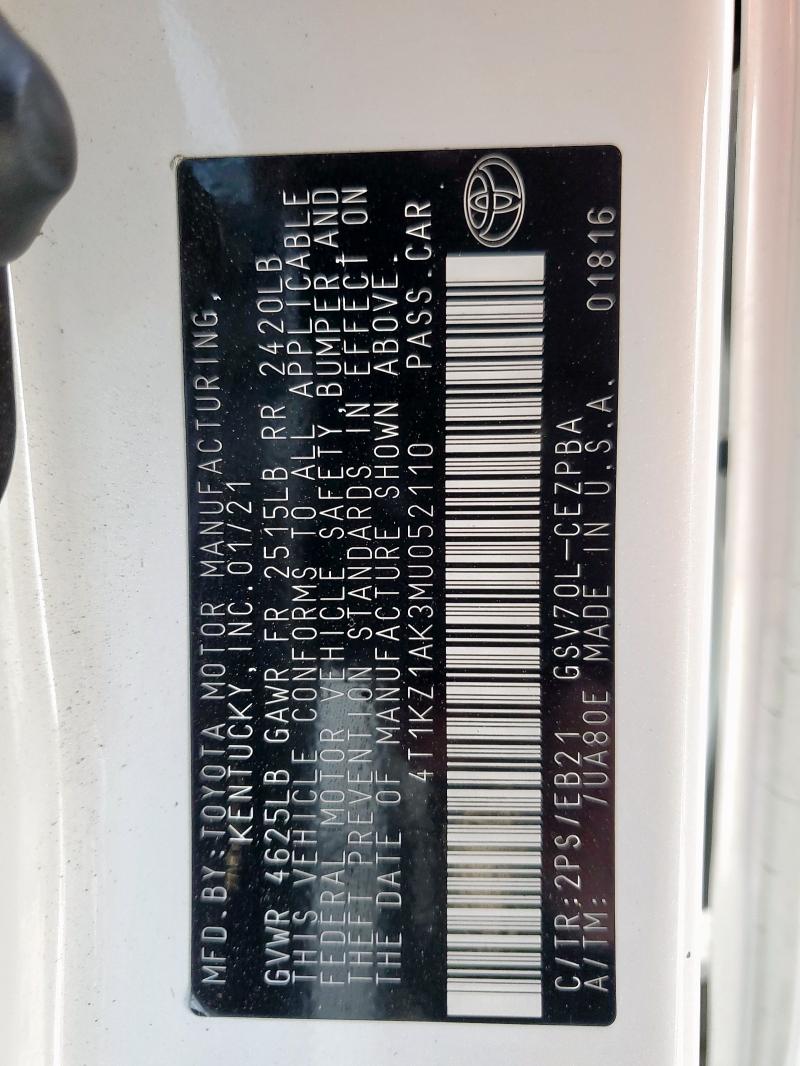 MFD.BY:TOYOTA MOTOR MANUFACTURING,
KENTUCKY,INC.01/21
GVWR 4625LB GAWR FR 2515LB RR 2420LB
THIS VEHICLE CONFORMS TO ALL APPLICABLE
FEDERAL MOTOR VEHICLE SAFETY,BUMPER,AND
THEFT PREVENTION STANDARDS IN EFFECT ON
THE DATE OF MANUFACTURE SHOWN ABOVE.
4T1KZ1AK3MU052110 PASS.CAR
C/TR:2PS/EB21 GSV70L-CEZPBA
A/TM: /UA80E MADE IN U.S.A. 01816